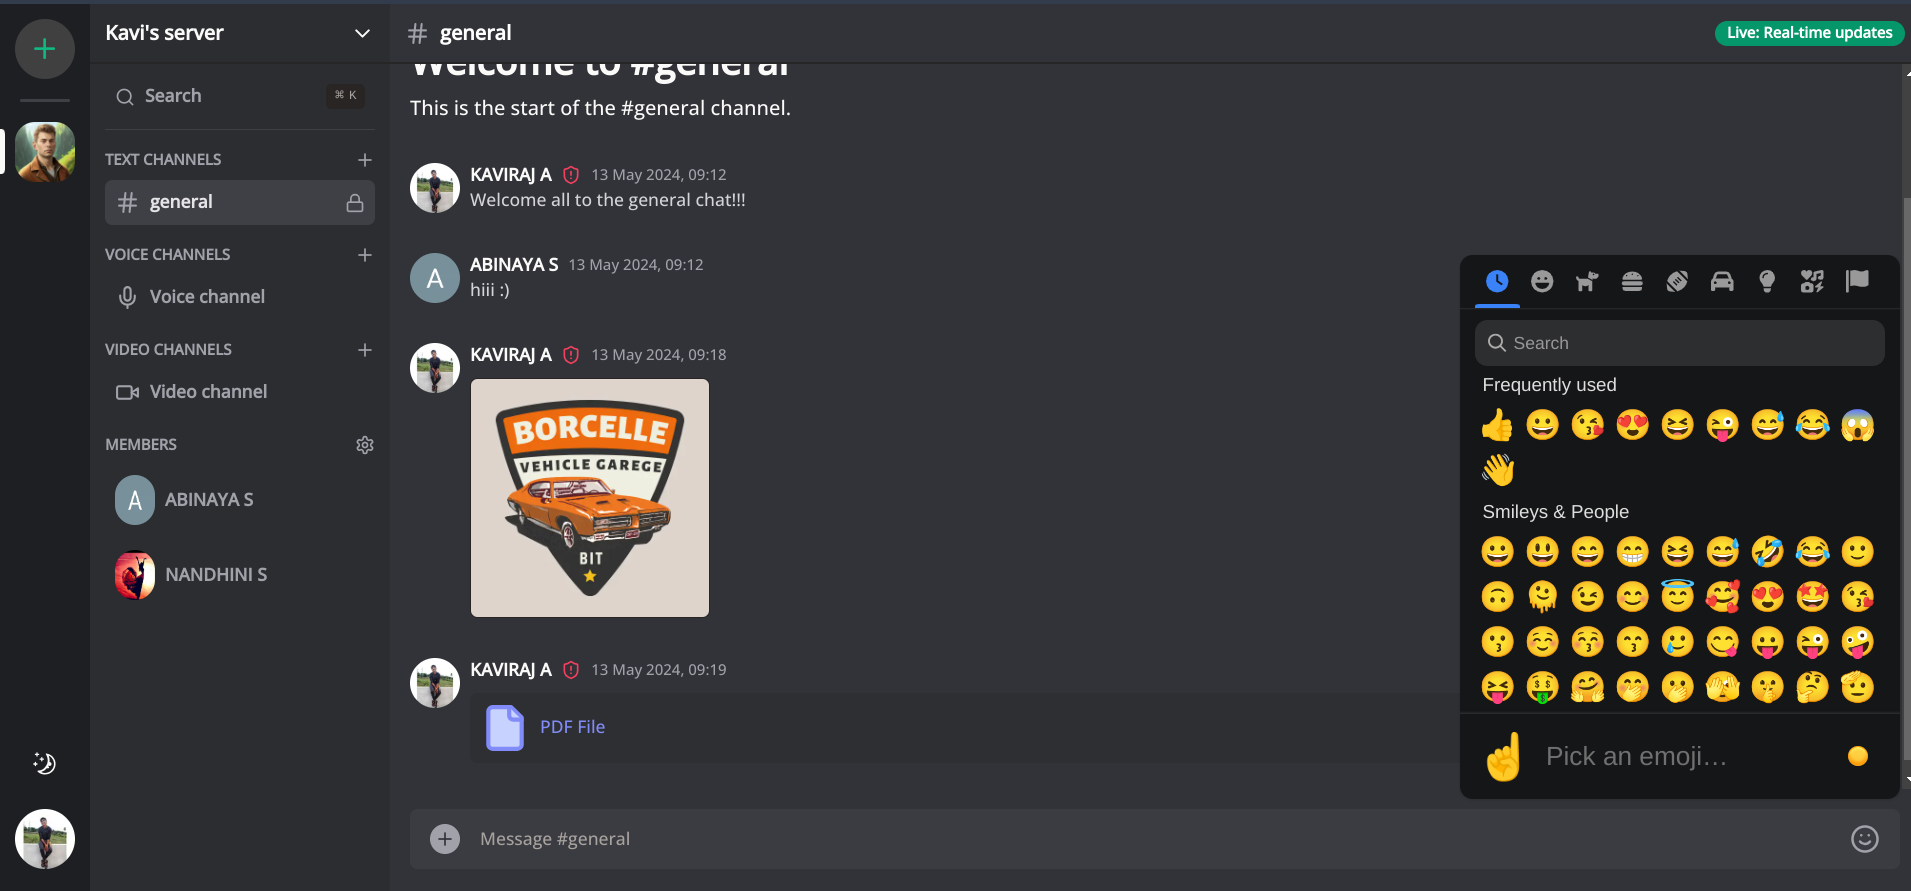 Kavi's server
general
Live: Real-time updates
Search
⌘ K
Welcome to #general
This is the start of the #general channel.
TEXT CHANNELS
general
VOICE CHANNELS
Voice channel
VIDEO CHANNELS
Video channel
MEMBERS
A
ABINAYA S
NANDHINI S
KAVIRAJ A 13 May 2024, 09:12
Welcome all to the general chat!!!
A
ABINAYA S 13 May 2024, 09:12
hiii :)
KAVIRAJ A 13 May 2024, 09:18
BORCELLE
VEHICLE GAREGE
BIT
KAVIRAJ A 13 May 2024, 09:19
PDF File
Message #general
Search
Frequently used
Smileys & People
Pick an emoji…